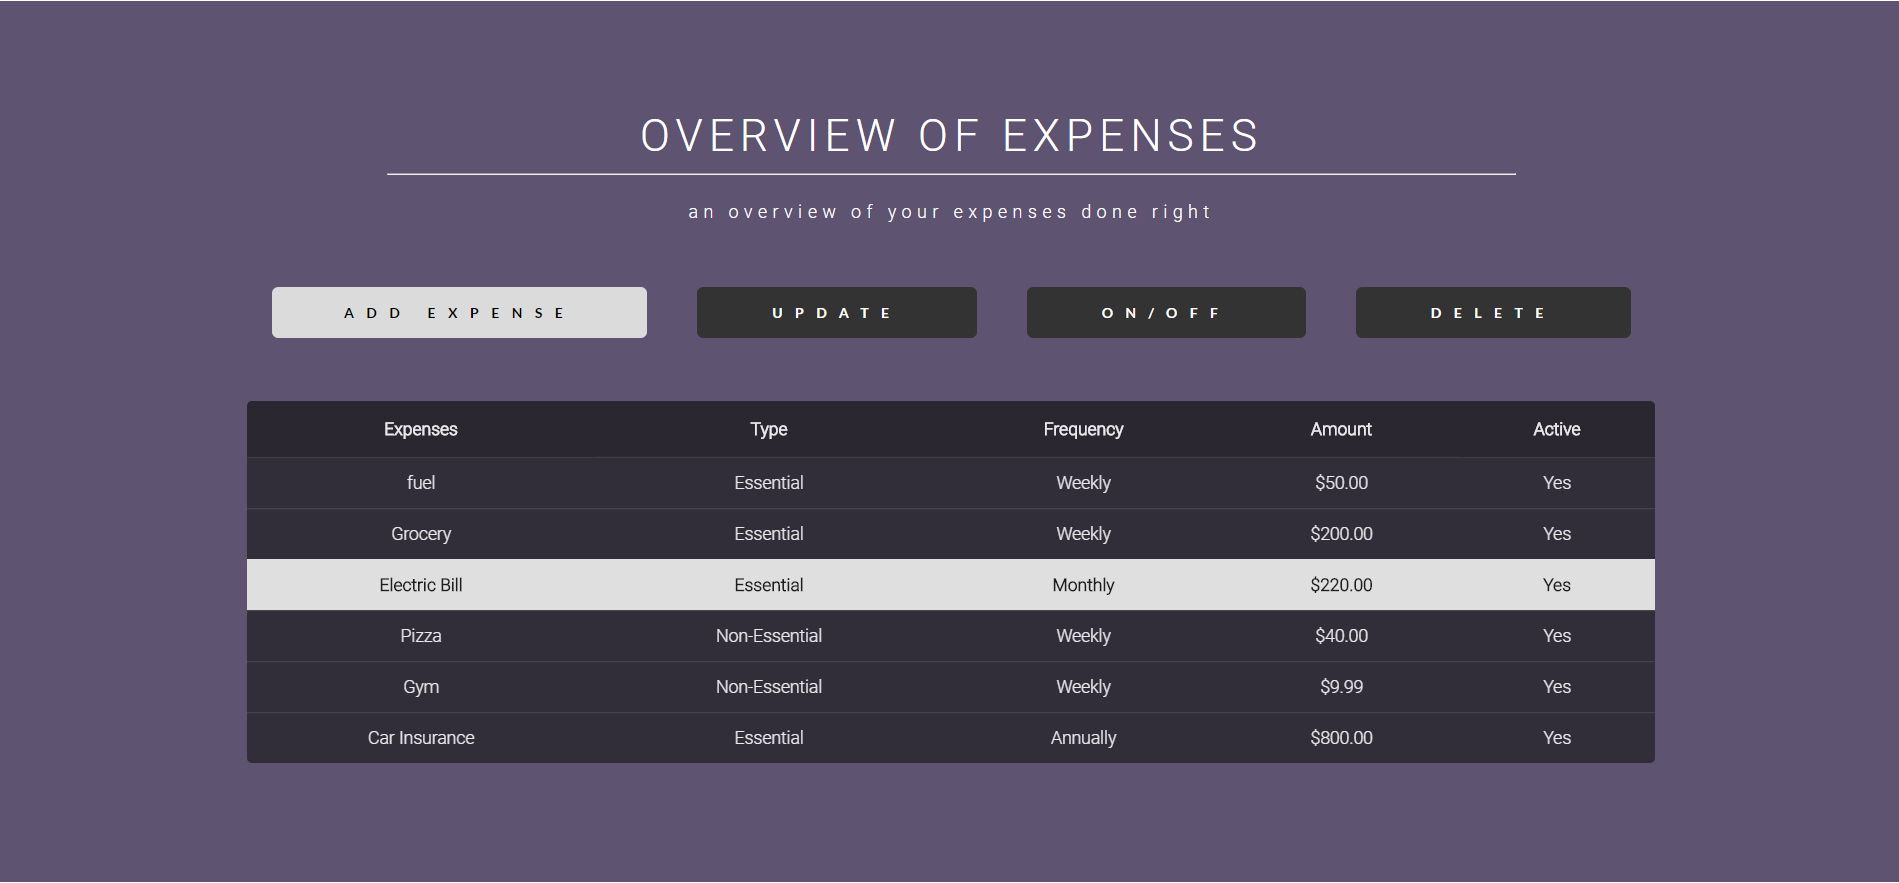 OVERVIEW OF EXPENSES
an overview of your expenses done right
ADD EXPENSE UPDATE ON/OFF DELETE
Expenses Type Frequency Amount Active
fuel Essential Weekly $50.00 Yes
Grocery Essential Weekly $200.00 Yes
Electric Bill Essential Monthly $220.00 Yes
Pizza Non-Essential Weekly $40.00 Yes
Gym Non-Essential Weekly $9.99 Yes
Car Insurance Essential Annually $800.00 Yes